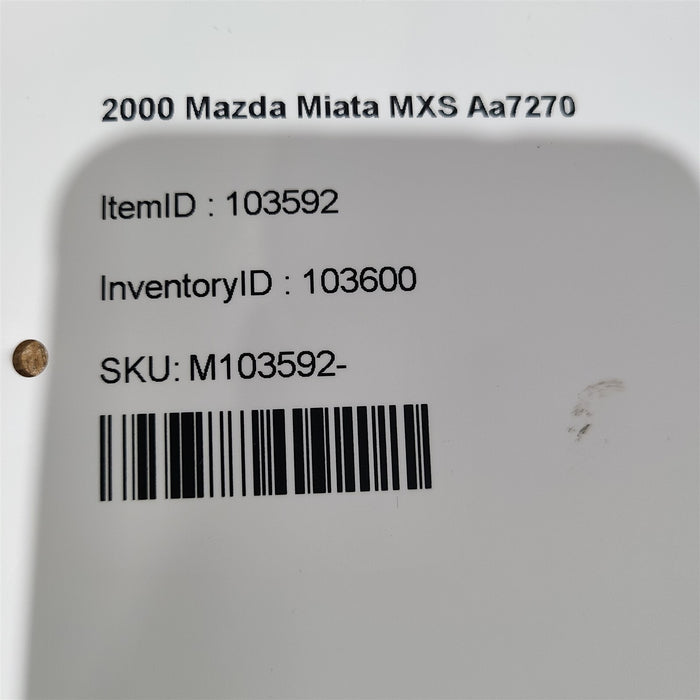 2000 Mazda Miata MXS Aa7270
ItemID : 103592
InventoryID : 103600
SKU: M103592-